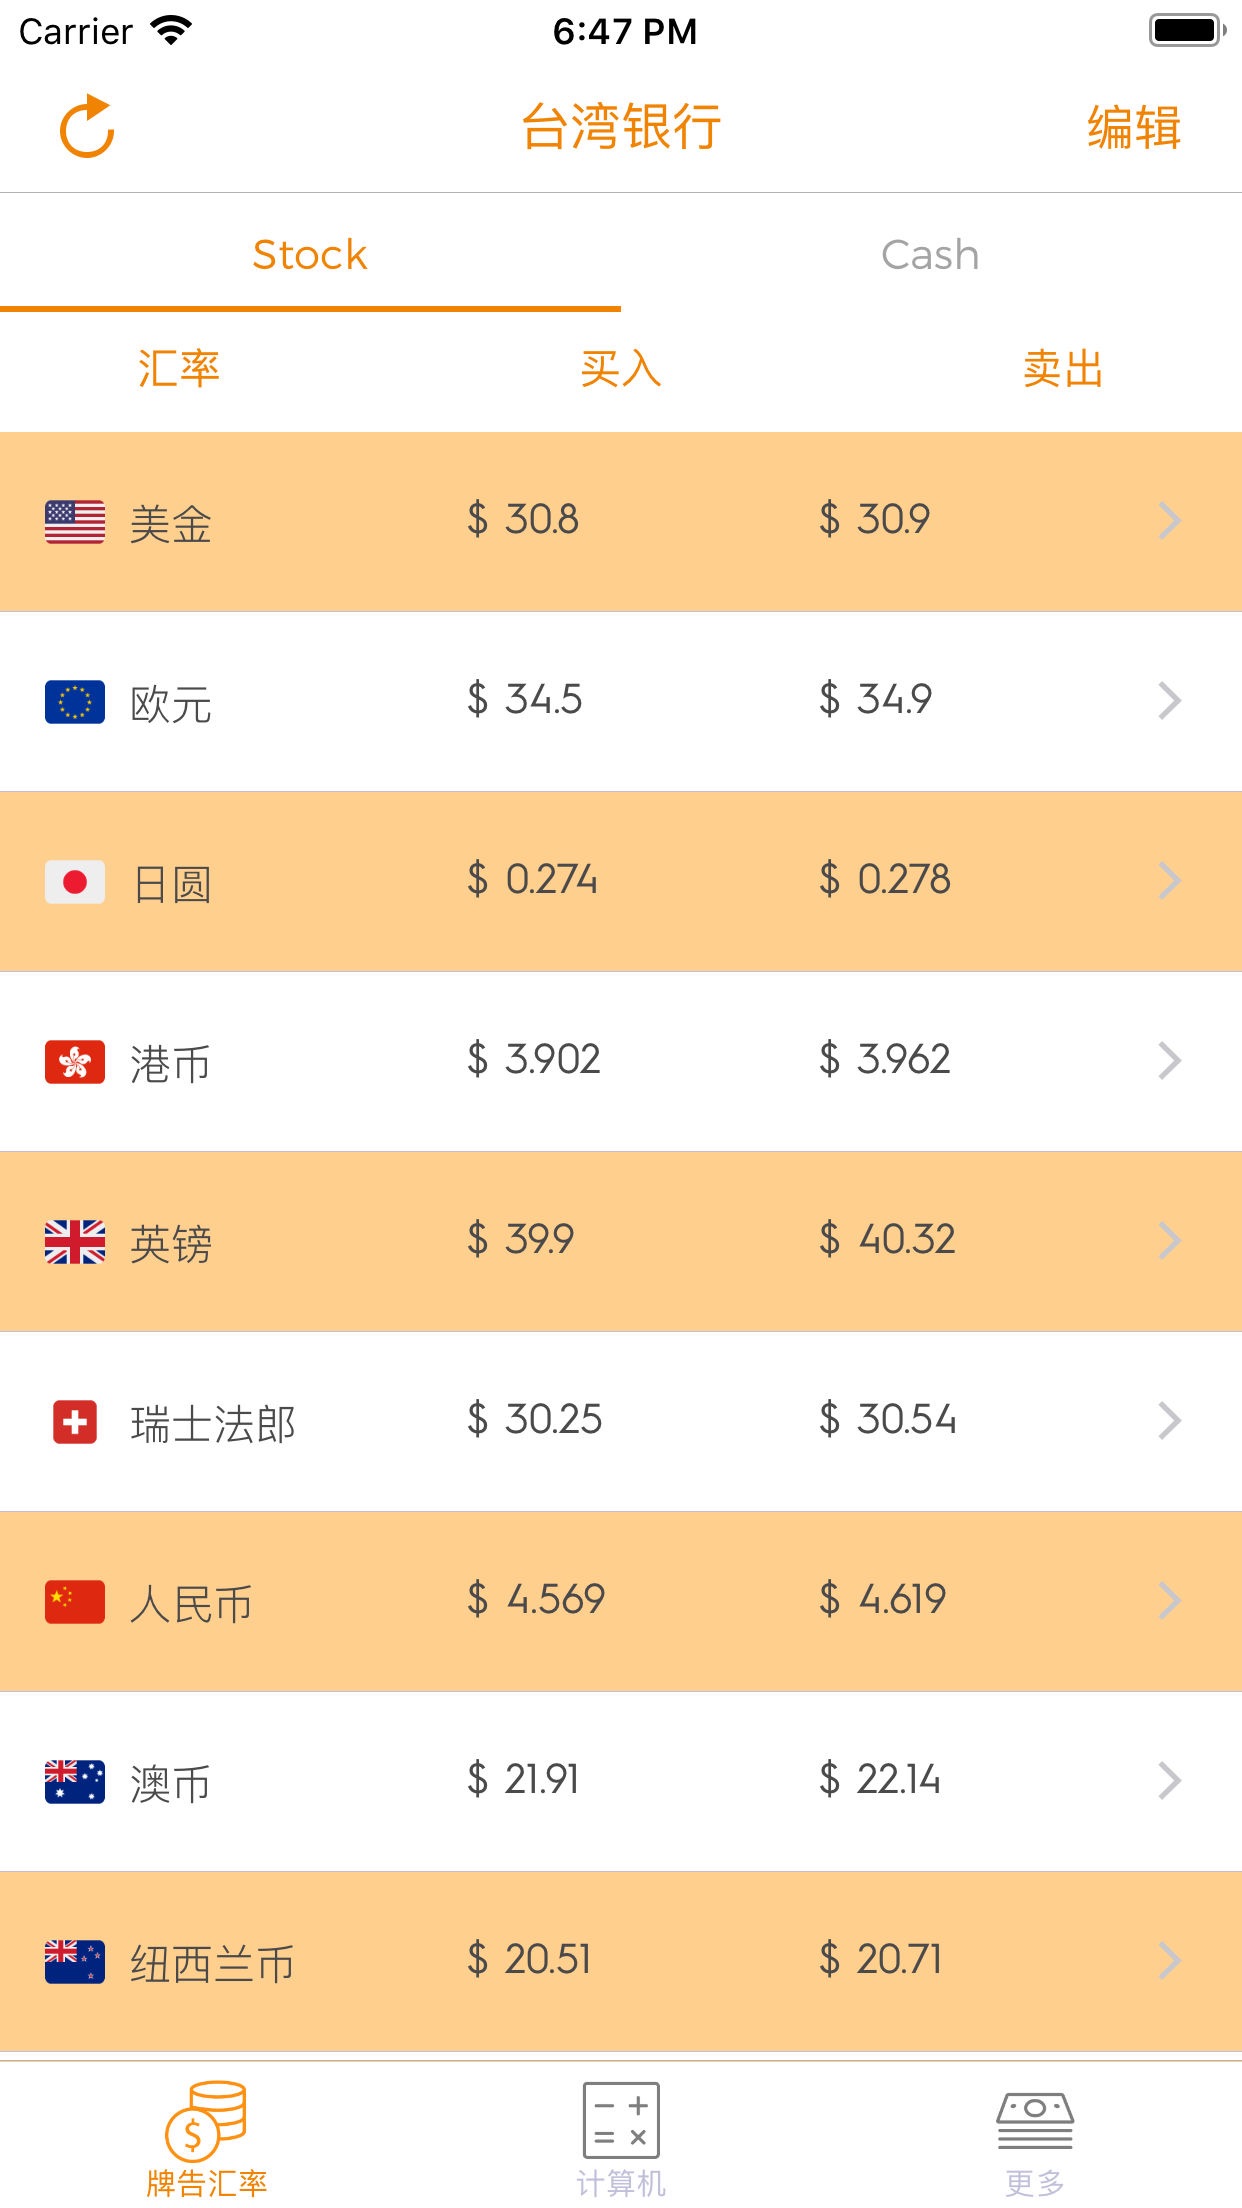 Carrier 6:47 PM
台湾银行 编辑
Stock Cash
汇率 买入 卖出
美金 $ 30.8 $ 30.9
欧元 $ 34.5 $ 34.9
日圆 $ 0.274 $ 0.278
港币 $ 3.902 $ 3.962
英镑 $ 39.9 $ 40.32
瑞士法郎 $ 30.25 $ 30.54
人民币 $ 4.569 $ 4.619
澳币 $ 21.91 $ 22.14
纽西兰币 $ 20.51 $ 20.71
牌告汇率 计算机 更多